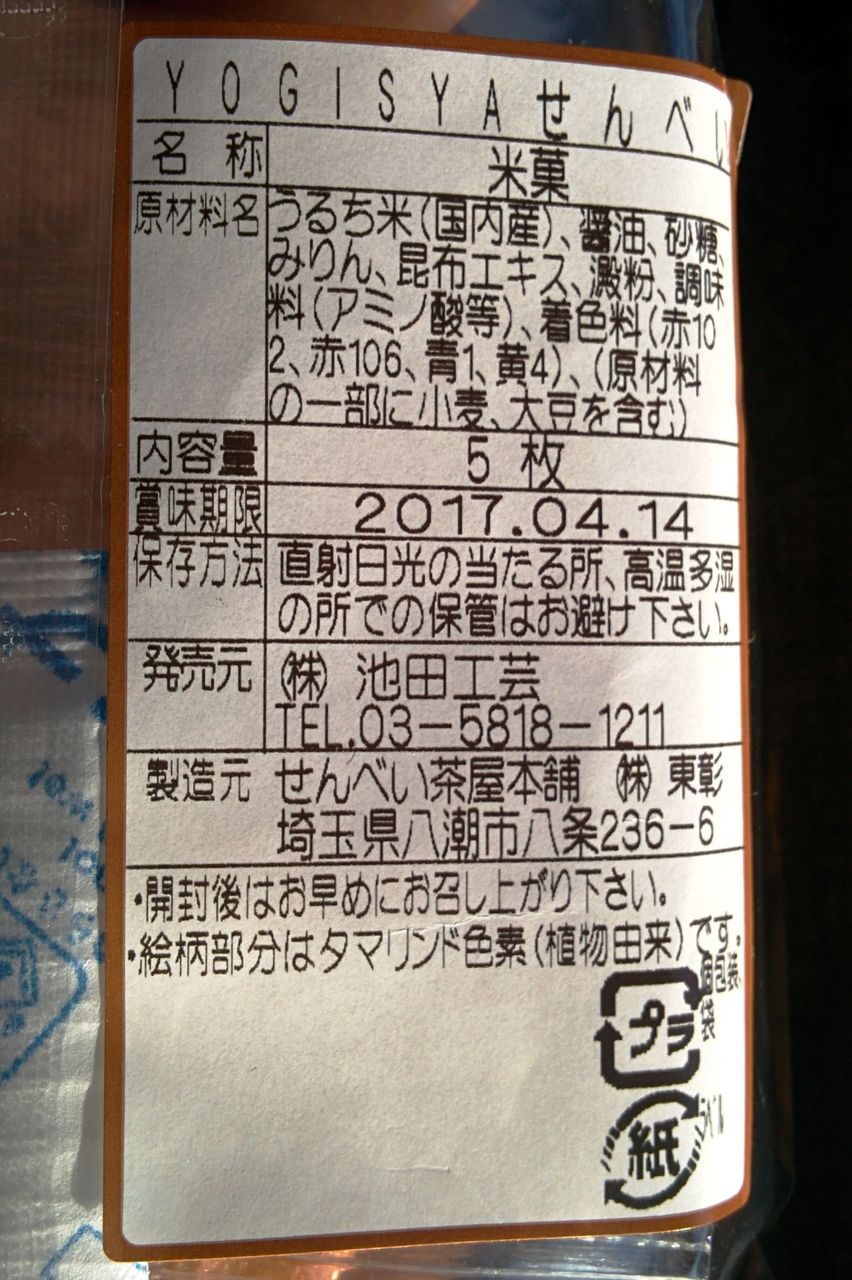 YOGISYAせんべい
名称 米菓
原材料名 うるち米(国内産)、醤油、砂糖、
みりん、昆布エキス、澱粉、調味
料(アミノ酸等)、着色料(赤10
2、赤106、青1、黄4)、(原材料
の一部に小麦、大豆を含む)
内容量 5枚
賞味期限 2017.04.14
保存方法 直射日光の当たる所、高温多湿
の所での保管はお避け下さい。
発売元 ㈱ 池田工芸
TEL.03-5818-1211
製造元 せんべい茶屋本舗 ㈱ 東彰
埼玉県八潮市八条236-6
・開封後はお早めにお召し上がり下さい。
・絵柄部分はタマリンド色素(植物由来)です。
プラ
個包装、
袋
紙
ラベル